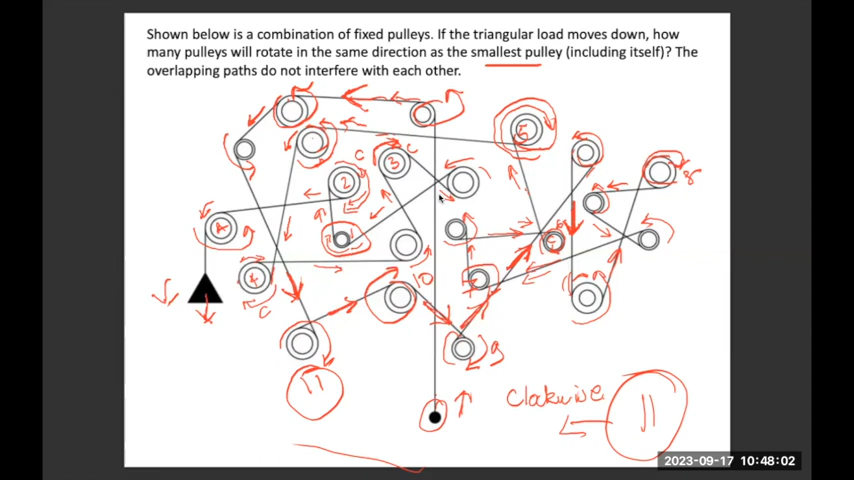 Shown below is a combination of fixed pulleys. If the triangular load moves down, how
many pulleys will rotate in the same direction as the smallest pulley (including itself)? The
overlapping paths do not interfere with each other.
5
3 c
2 c
8
A
10
c
9
11
Clockwise
11
2023-09-17 10:48:02